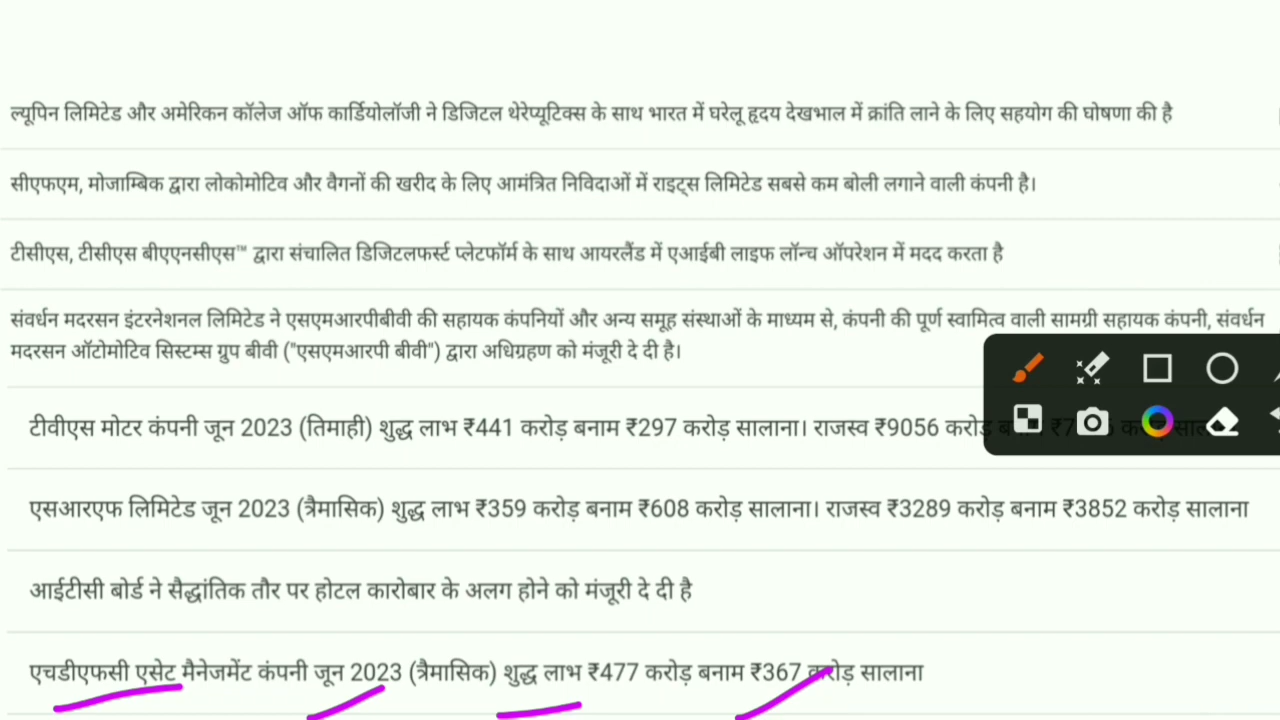 ल्यूपिन लिमिटेड और अमेरिकन कॉलेज ऑफ कार्डियोलॉजी ने डिजिटल थेरेप्यूटिक्स के साथ भारत में घरेलू हृदय देखभाल में क्रांति लाने के लिए सहयोग की घोषणा की है
सीएफएम, मोजाम्बिक द्वारा लोकोमोटिव और वैगनों की खरीद के लिए आमंत्रित निविदाओं में राइट्स लिमिटेड सबसे कम बोली लगाने वाली कंपनी है।
टीसीएस, टीसीएस बीएएनसीएस™ द्वारा संचालित डिजिटलफर्स्ट प्लेटफॉर्म के साथ आयरलैंड में एआईबी लाइफ लॉन्च ऑपरेशन में मदद करता है
संवर्धन मदरसन इंटरनेशनल लिमिटेड ने एसएमआरपीबीवी की सहायक कंपनियों और अन्य समूह संस्थाओं के माध्यम से, कंपनी की पूर्ण स्वामित्व वाली सामग्री सहायक कंपनी, संवर्धन
मदरसन ऑटोमोटिव सिस्टम्स ग्रुप बीवी ("एसएमआरपी बीवी") द्वारा अधिग्रहण को मंजूरी दे दी है।
टीवीएस मोटर कंपनी जून 2023 (तिमाही) शुद्ध लाभ ₹441 करोड़ बनाम ₹297 करोड़ सालाना। राजस्व ₹9056 करोड़ बनाम
एसआरएफ लिमिटेड जून 2023 (त्रैमासिक) शुद्ध लाभ ₹359 करोड़ बनाम ₹608 करोड़ सालाना। राजस्व ₹3289 करोड़ बनाम ₹3852 करोड़ सालाना
आईटीसी बोर्ड ने सैद्धांतिक तौर पर होटल कारोबार के अलग होने को मंजूरी दे दी है
एचडीएफसी एसेट मैनेजमेंट कंपनी जून 2023 (त्रैमासिक) शुद्ध लाभ ₹477 करोड़ बनाम ₹367 करोड़ सालाना